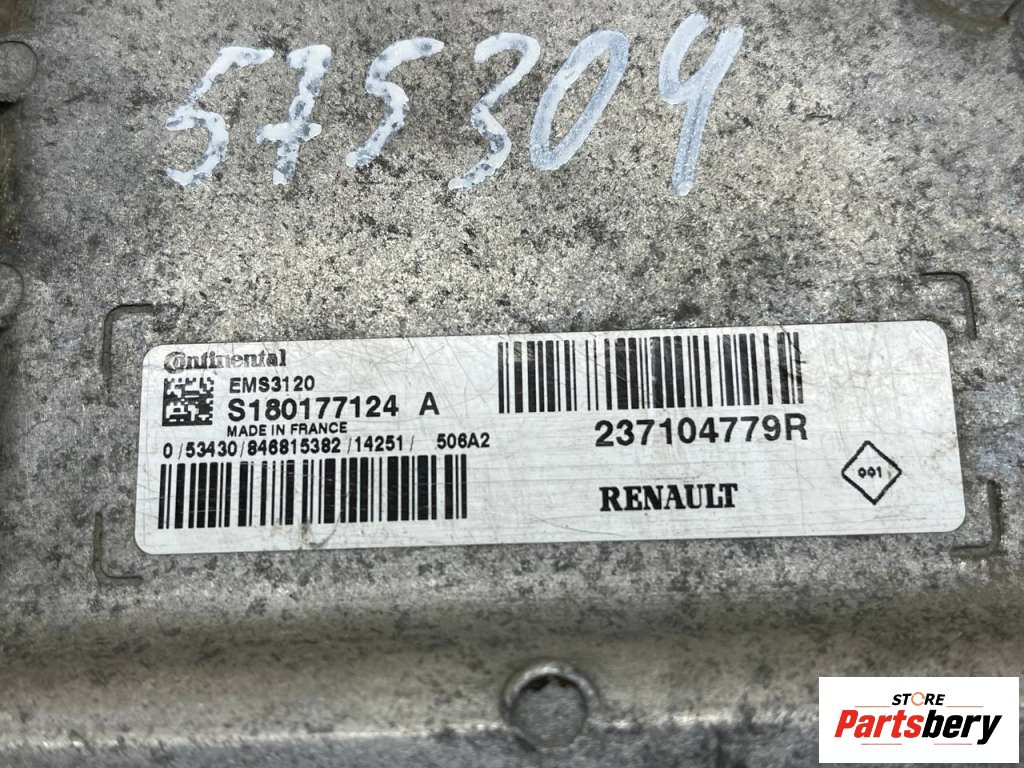 575304
Continental
EMS3120
S180177124 A
MADE IN FRANCE
0/53430/846815382/14251/ 506A2
237104779R
RENAULT
001
STORE
Partsbery